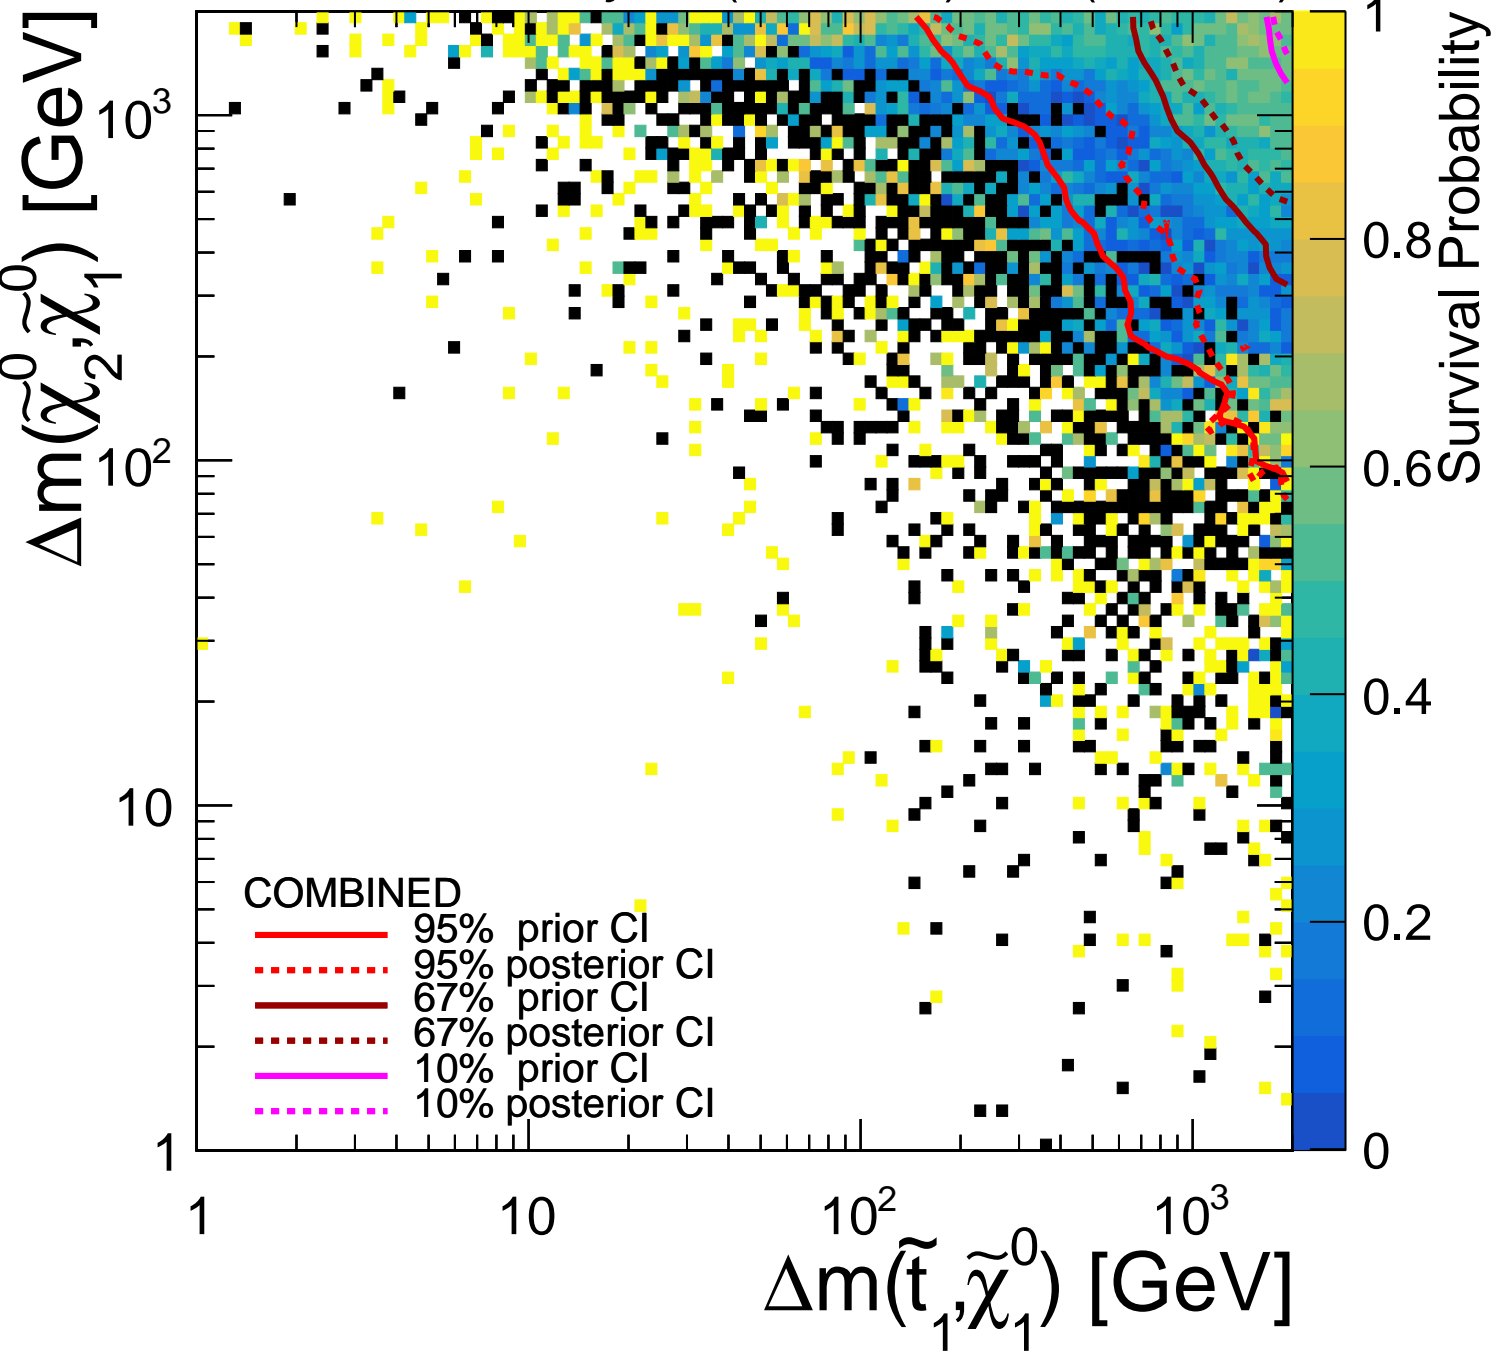 Δm(χ̃⁰₂,χ̃⁰₁) [GeV]
10³
10²
10
1
COMBINED
95% prior CI
95% posterior CI
67% prior CI
67% posterior CI
10% prior CI
10% posterior CI
1
10
10²
10³
Δm(t̃₁,χ̃⁰₁) [GeV]
1
0.8
0.6
0.4
0.2
0
Survival Probability